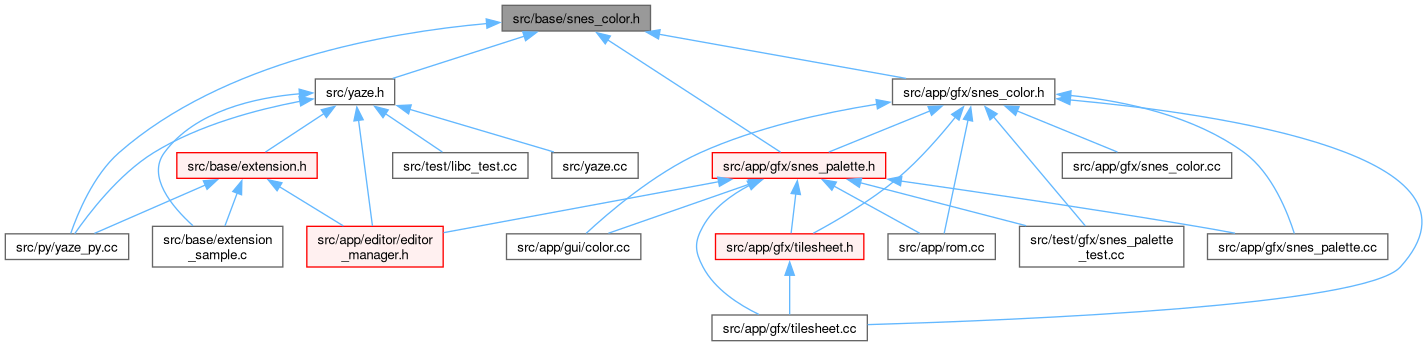 src/base/snes_color.h
src/yaze.h
src/app/gfx/snes_color.h
src/base/extension.h
src/test/libc_test.cc
src/yaze.cc
src/app/gfx/snes_palette.h
src/app/gfx/snes_color.cc
src/py/yaze_py.cc
src/base/extension
_sample.c
src/app/editor/editor
_manager.h
src/app/gui/color.cc
src/app/gfx/tilesheet.h
src/app/rom.cc
src/test/gfx/snes_palette
_test.cc
src/app/gfx/snes_palette.cc
src/app/gfx/tilesheet.cc